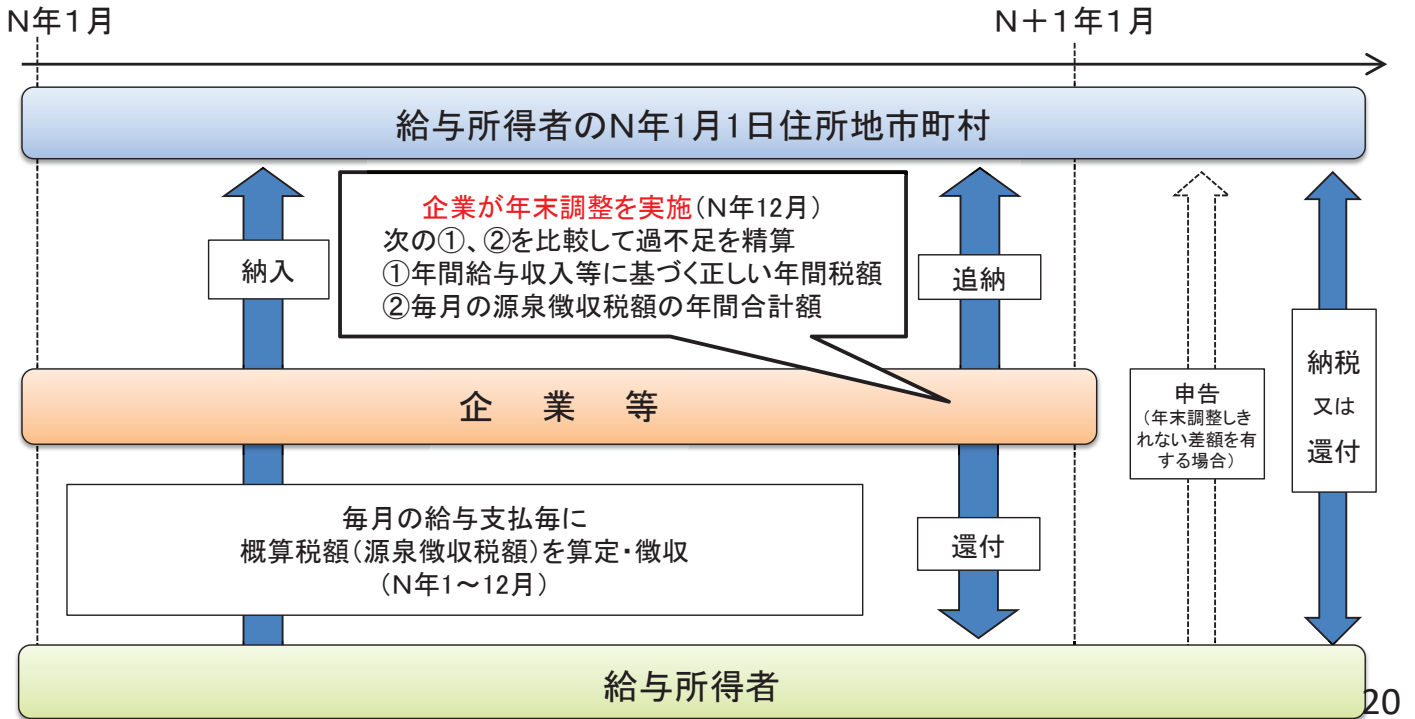 N年1月
N＋1年1月
給与所得者のN年1月1日住所地市町村
企業が年末調整を実施(N年12月)
次の①、②を比較して過不足を精算
①年間給与収入等に基づく正しい年間税額
②毎月の源泉徴収税額の年間合計額
納入
追納
企　業　等
申告
(年末調整しき
れない差額を有
する場合)
納税
又は
還付
毎月の給与支払毎に
概算税額(源泉徴収税額)を算定・徴収
(N年1～12月)
還付
給与所得者
20